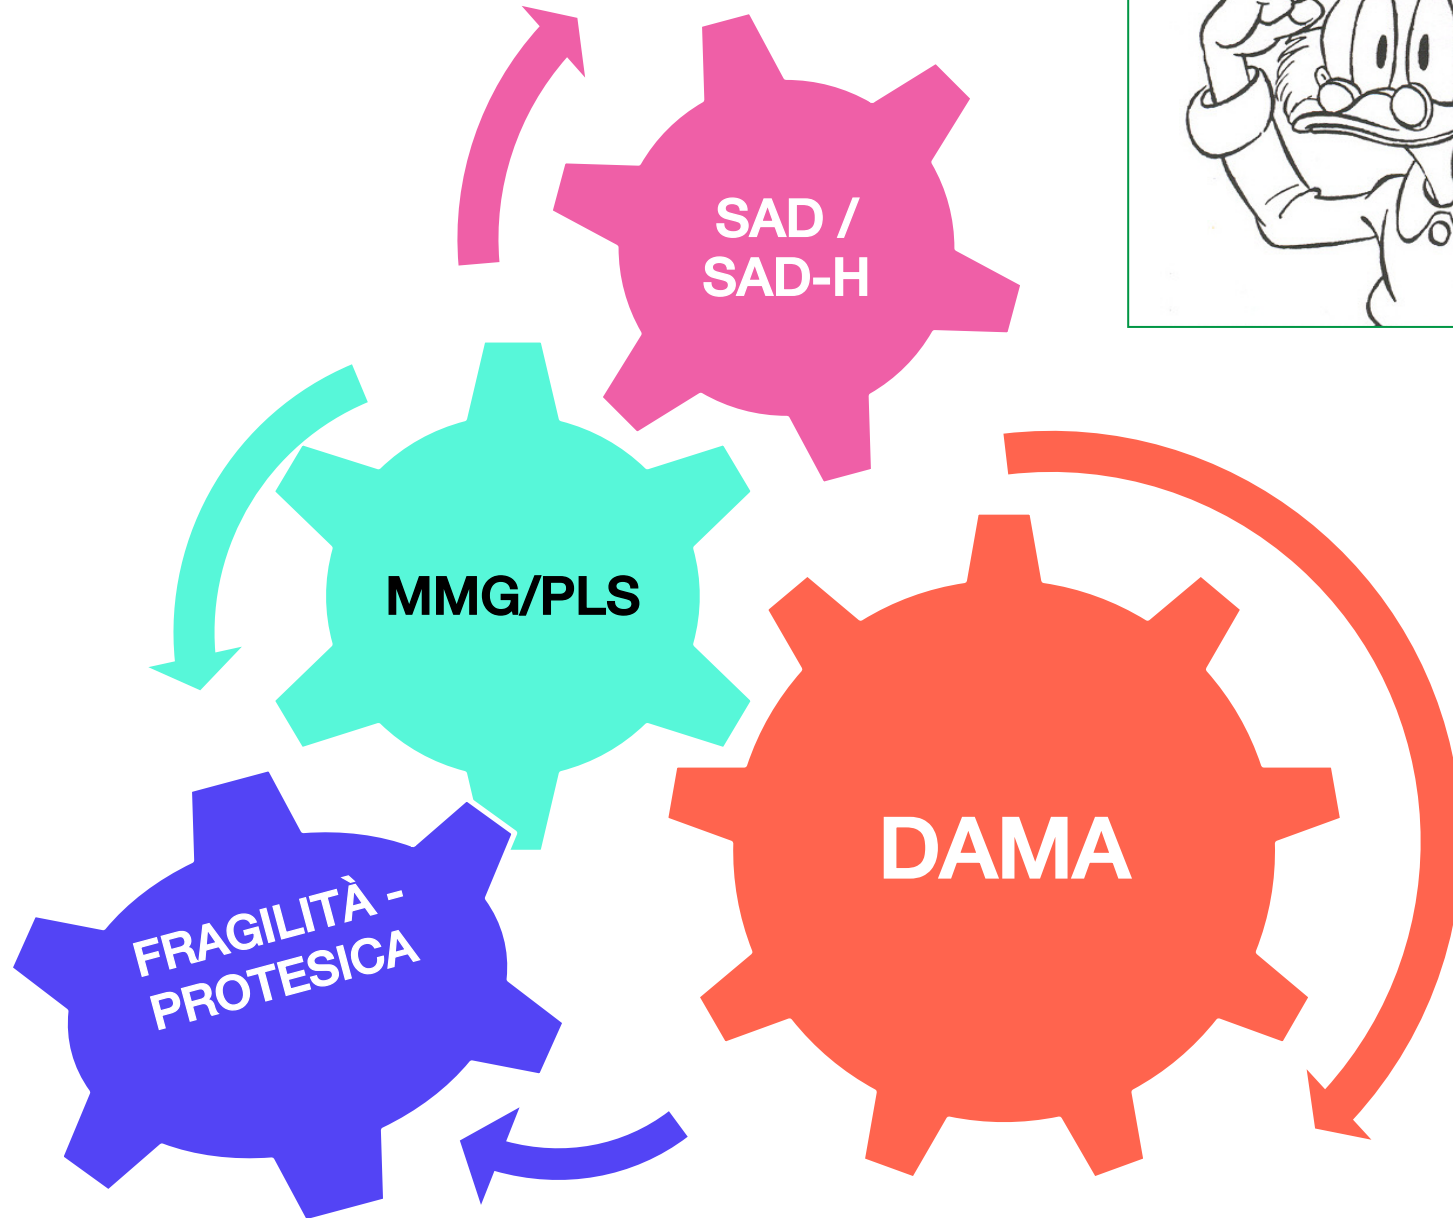 SAD /
SAD-H
MMG/PLS
DAMA
FRAGILITÀ -
PROTESICA